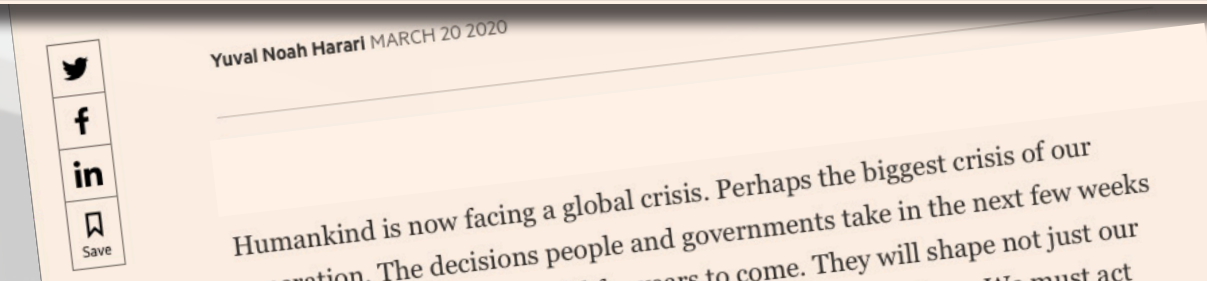 Yuval Noah Harari MARCH 20 2020
Save
Humankind is now facing a global crisis. Perhaps the biggest crisis of our
The decisions people and governments take in the next few weeks
to come. They will shape not just our
must act